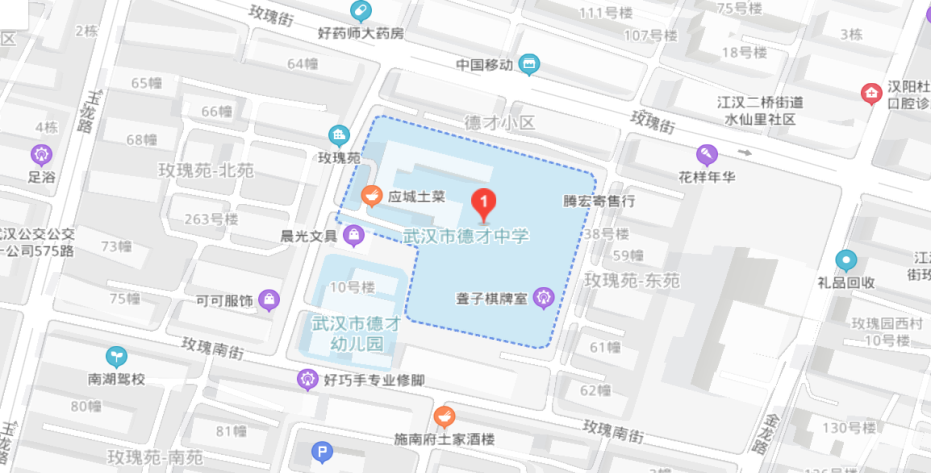 玫瑰街
好药师大药房
111号楼
75号楼
107号楼
3栋
2栋
区
64幢
中国移动
18号楼
65幢
66幢
玉龙路
4栋
68幢
足浴
玫瑰苑-北苑
玫瑰苑
德才小区
玫瑰街
江汉二桥街道
水仙里社区
汉阳杜
口腔诊
花样年华
263号楼
应城土菜
1
腾宏寄售行
汉公交公交
一公司575路
73幢
晨光文具
武汉市德才中学
38号楼
59幢
玫瑰苑-东苑
礼品回收
街玫
75幢
可可服饰
10号楼
武汉市德才
幼儿园
聋子棋牌室
玫瑰园西村
10号楼
玫瑰南街
61幢
南湖驾校
好巧手专业修脚
62幢
80幢
81幢
施南府土家酒楼
玫瑰南街
金龙路
130号楼
玉龙路
玫瑰苑-南苑
P